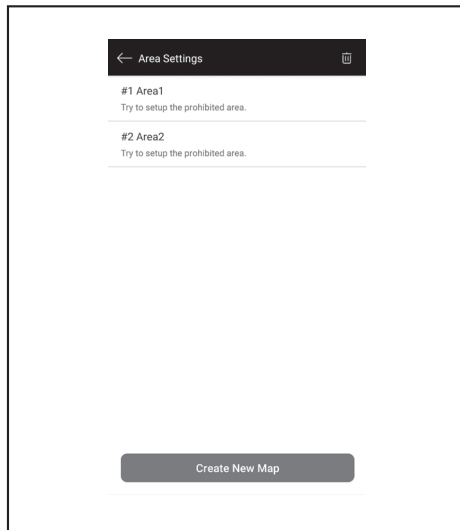 Area Settings
#1 Area1
Try to setup the prohibited area.
#2 Area2
Try to setup the prohibited area.
Create New Map